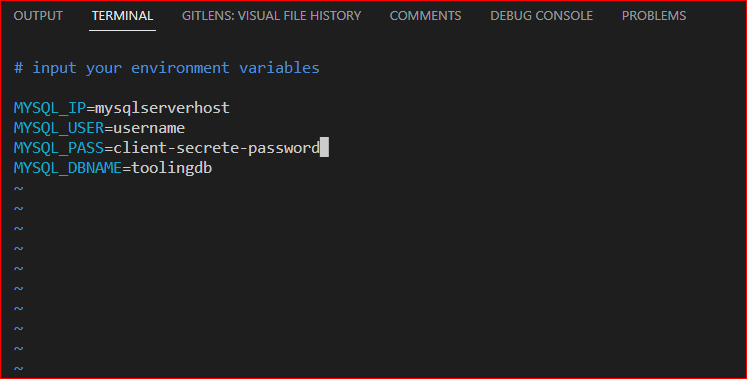 OUTPUT TERMINAL GITLENS: VISUAL FILE HISTORY COMMENTS DEBUG CONSOLE PROBLEMS
# input your environment variables
MYSQL_IP=mysqlserverhost
MYSQL_USER=username
MYSQL_PASS=client-secrete-password
MYSQL_DBNAME=toolingdb
~
~
~
~
~
~
~
~
~
~